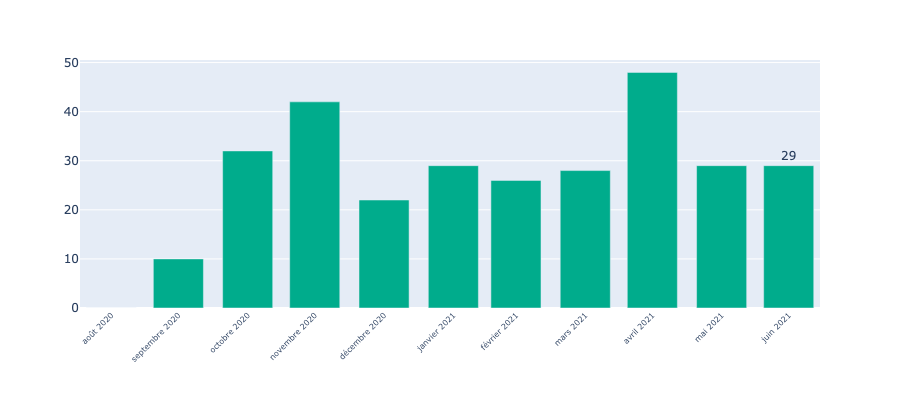 50
40
30
20
10
0
29
août 2020
septembre 2020
octobre 2020
novembre 2020
décembre 2020
janvier 2021
février 2021
mars 2021
avril 2021
mai 2021
juin 2021